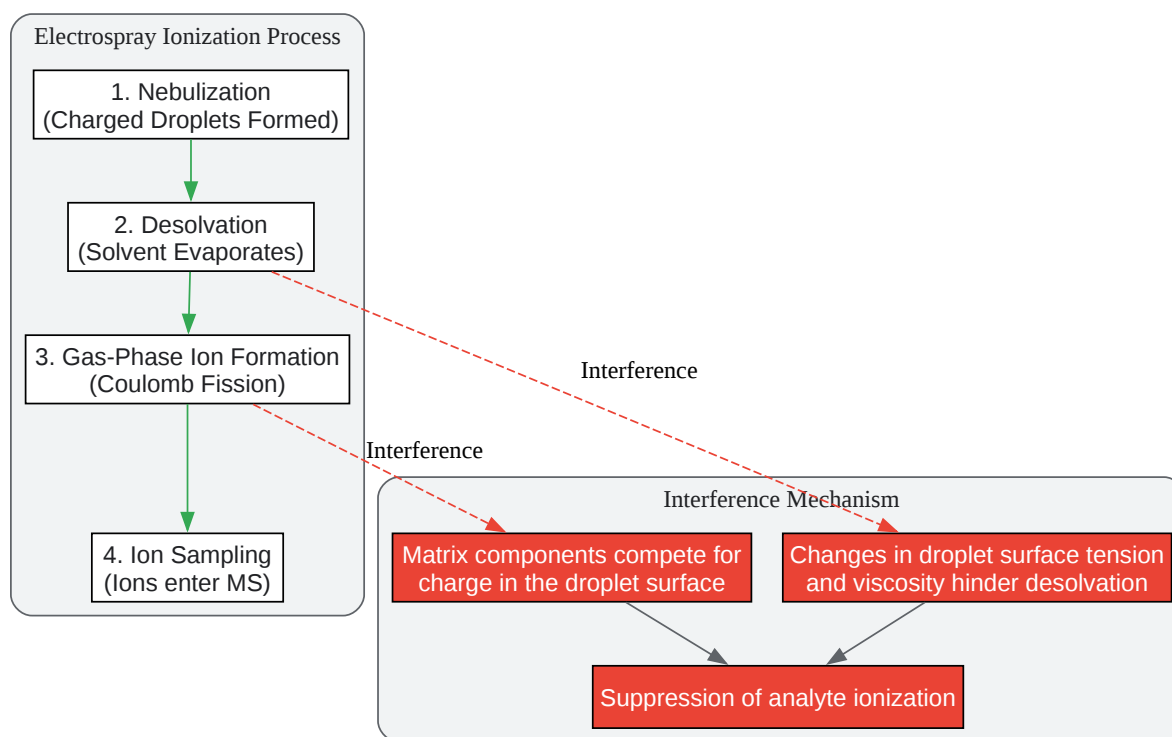 Electrospray Ionization Process
1. Nebulization
(Charged Droplets Formed)
2. Desolvation
(Solvent Evaporates)
3. Gas-Phase Ion Formation
(Coulomb Fission)
4. Ion Sampling
(Ions enter MS)
Interference
Interference
Interference Mechanism
Matrix components compete for
charge in the droplet surface
Changes in droplet surface tension
and viscosity hinder desolvation
Suppression of analyte ionization